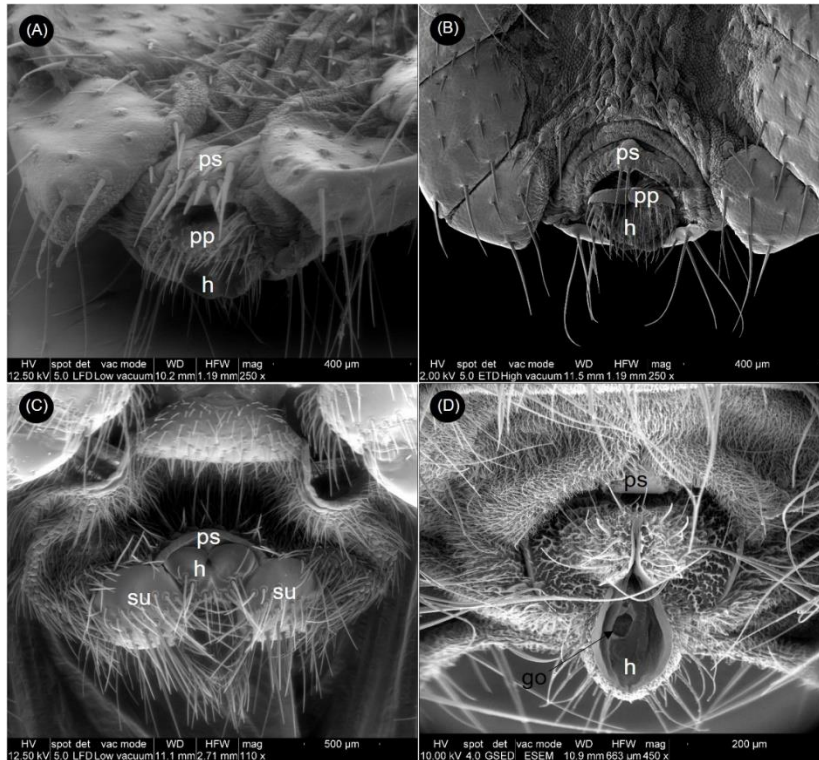 (A)
ps
pp
h
HV spot det vac mode WD HFW mag 400 µm
12.50 kV 5.0 LFD Low vacuum 10.2 mm 1.19 mm 250 x
(B)
ps
pp
h
HV spot det vac mode WD HFW mag 400 µm
2.00 kV 5.0 ETD High vacuum 11.5 mm 1.19 mm 250 x
(C)
ps
h
su su
HV spot det vac mode WD HFW mag 500 µm
12.50 kV 5.0 LFD Low vacuum 11.1 mm 2.71 mm 110 x
(D)
ps
go
h
HV spot det vac mode WD HFW mag 200 µm
10.00 kV 4.0 GSED ESEM 10.9 mm 663 µm 450 x